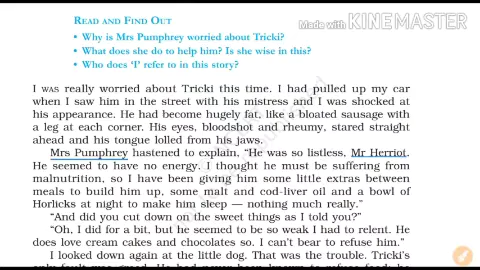 READ AND FIND OUT
Made with KINEMASTER
• Why is Mrs Pumphrey worried about Tricki?
• What does she do to help him? Is she wise in this?
• Who does ‘I’ refer to in this story?
I WAS really worried about Tricki this time. I had pulled up my car
when I saw him in the street with his mistress and I was shocked at
his appearance. He had become hugely fat, like a bloated sausage with
a leg at each corner. His eyes, bloodshot and rheumy, stared straight
ahead and his tongue lolled from his jaws.
Mrs Pumphrey hastened to explain, “He was so listless, Mr Herriot.
He seemed to have no energy. I thought he must be suffering from
malnutrition, so I have been giving him some little extras between
meals to build him up, some malt and cod-liver oil and a bowl of
Horlicks at night to make him sleep — nothing much really.”
“And did you cut down on the sweet things as I told you?”
“Oh, I did for a bit, but he seemed to be so weak I had to relent. He
does love cream cakes and chocolates so. I can’t bear to refuse him.”
I looked down again at the little dog. That was the trouble. Tricki’s